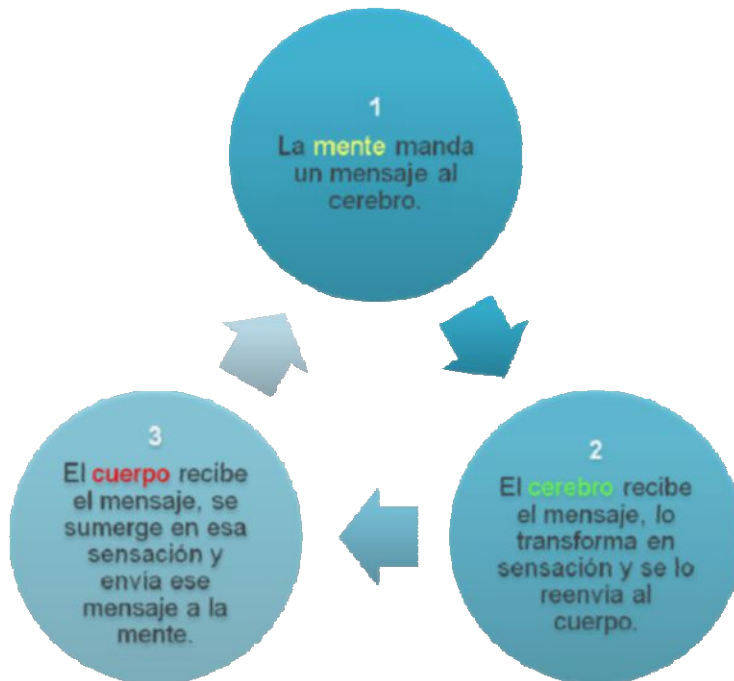 1
La mente manda
un mensaje al
cerebro.
2
El cerebro recibe
el mensaje, lo
transforma en
sensación y se lo
reenvia al
cuerpo.
3
El cuerpo recibe
el mensaje, se
sumerge en esa
sensación y
envia ese
mensaje a la
mente.